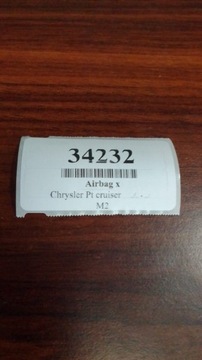 34232
Airbag x
Chrysler Pt cruiser
M2